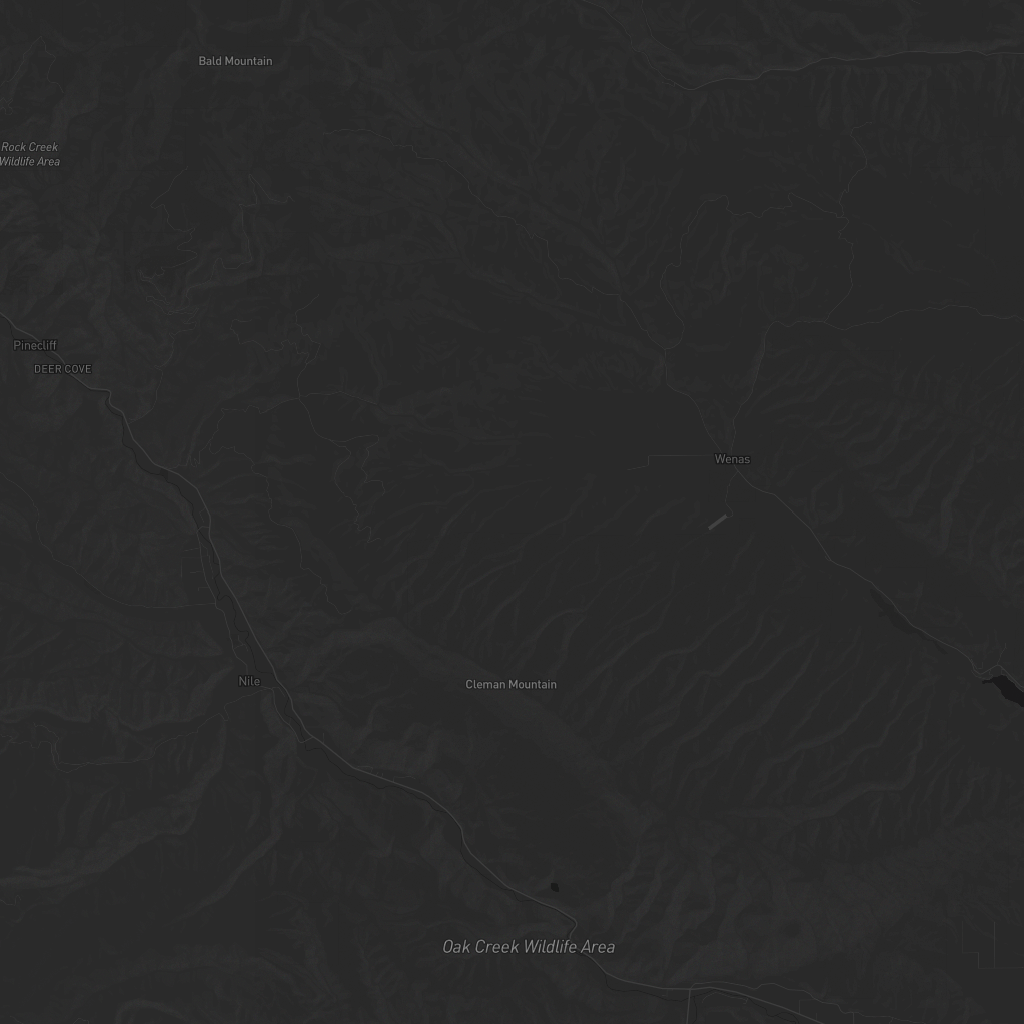 Bald Mountain
Rock Creek
Wildlife Area
Pinecliff
DEER COVE
Wenas
Nile
Cleman Mountain
Oak Creek Wildlife Area